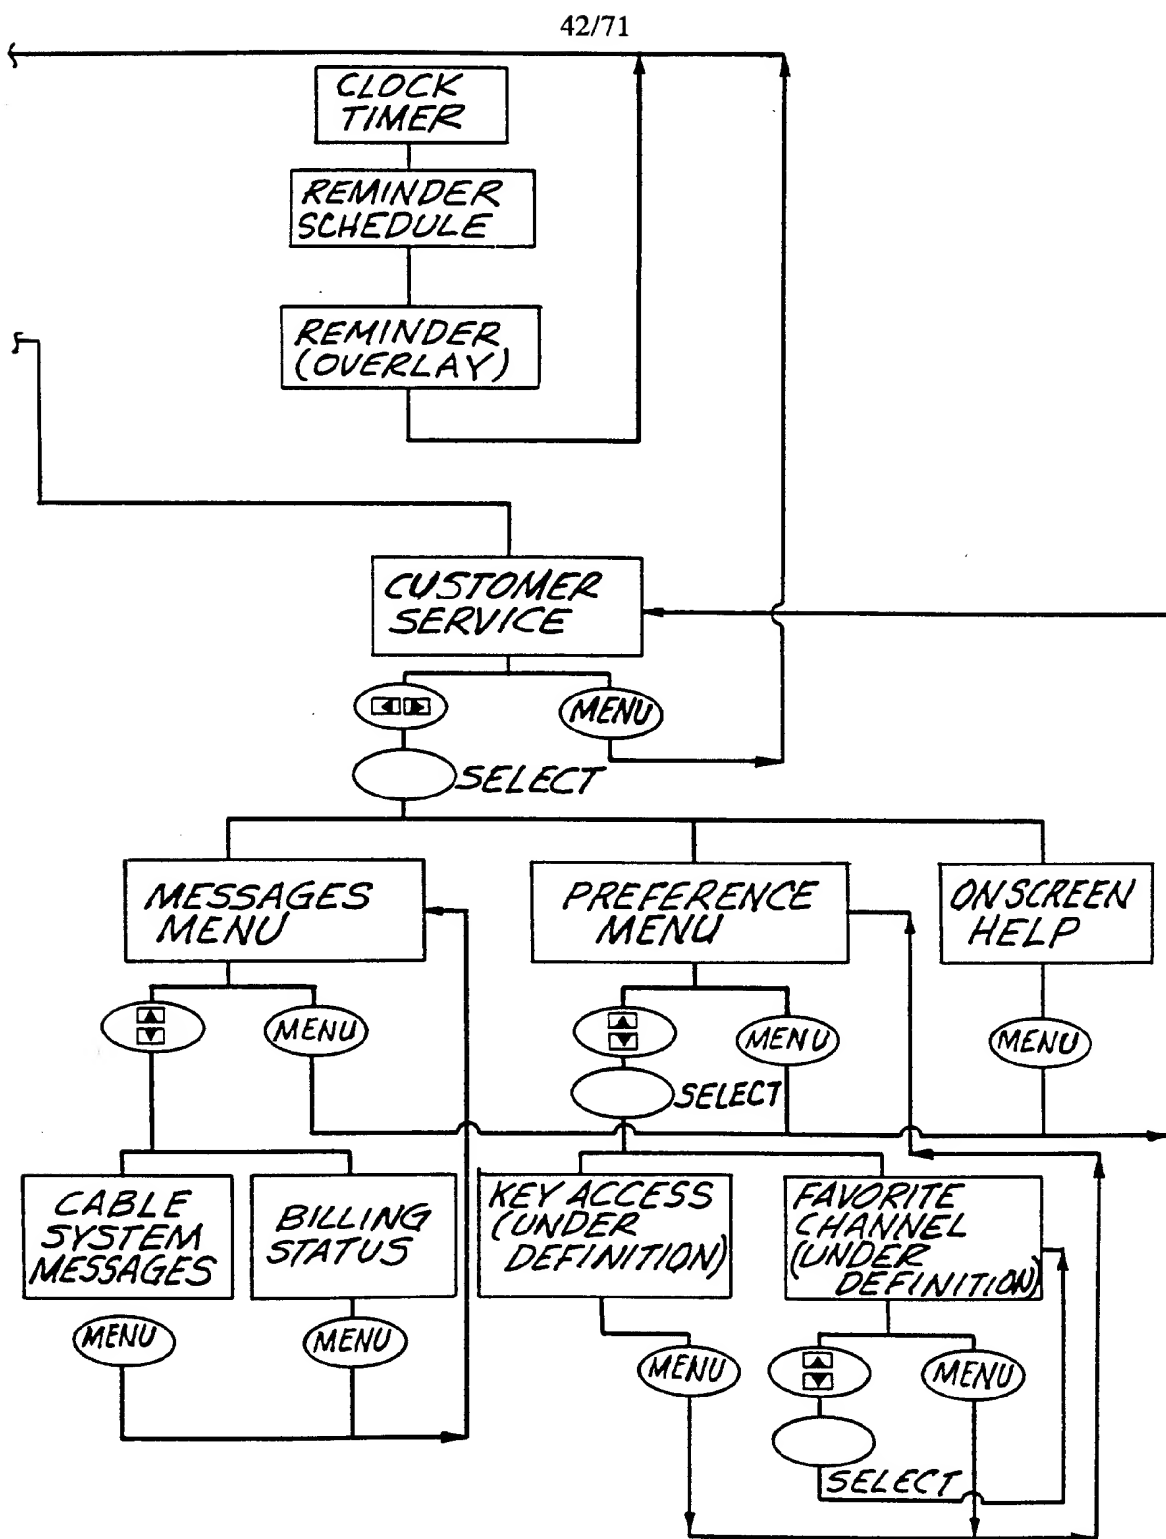 42/71
CLOCK
TIMER
REMINDER
SCHEDULE
REMINDER
(OVERLAY)
CUSTOMER
SERVICE
MENU
SELECT
MESSAGES
MENU
PREFERENCE
MENU
ON SCREEN
HELP
MENU
MENU
MENU
SELECT
CABLE
SYSTEM
MESSAGES
BILLING
STATUS
KEY ACCESS
(UNDER
DEFINITION)
FAVORITE
CHANNEL
(UNDER
DEFINITION)
MENU
MENU
MENU
MENU
SELECT